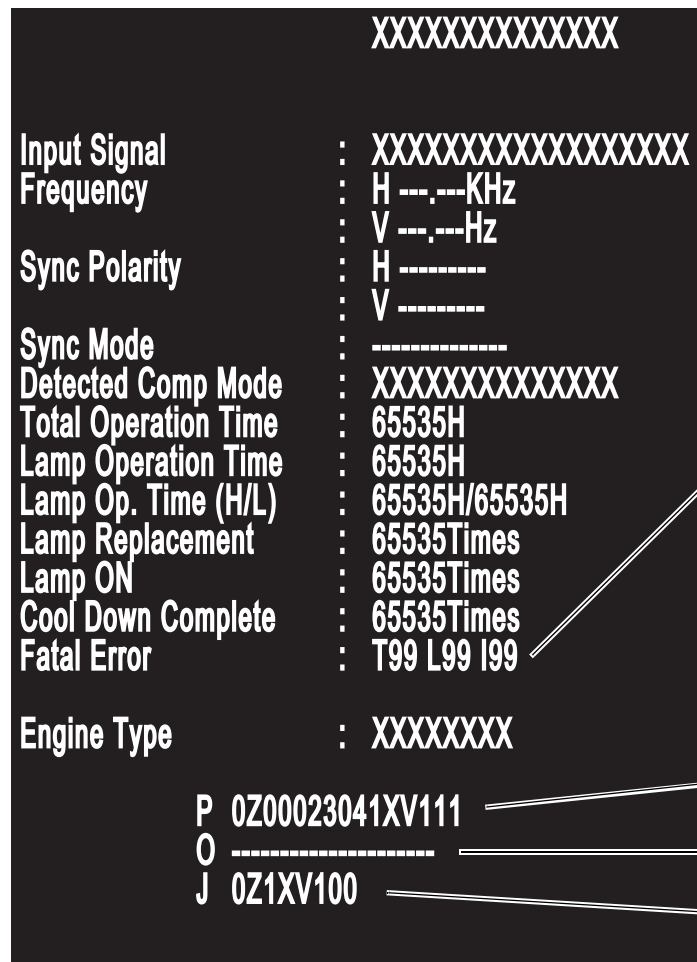 XXXXXXXXXXXXXX
Input Signal : XXXXXXXXXXXXXXXXXX
Frequency : H ---.---KHz
: V ---.---Hz
Sync Polarity : H ---------
: V ---------
Sync Mode : --------------
Detected Comp Mode : XXXXXXXXXXXXXX
Total Operation Time : 65535H
Lamp Operation Time : 65535H
Lamp Op. Time (H/L) : 65535H/65535H
Lamp Replacement : 65535Times
Lamp ON : 65535Times
Cool Down Complete : 65535Times
Fatal Error : T99 L99 I99
Engine Type : XXXXXXXX
P 0Z00023041XV111
O ---------------------
J 0Z1XV100